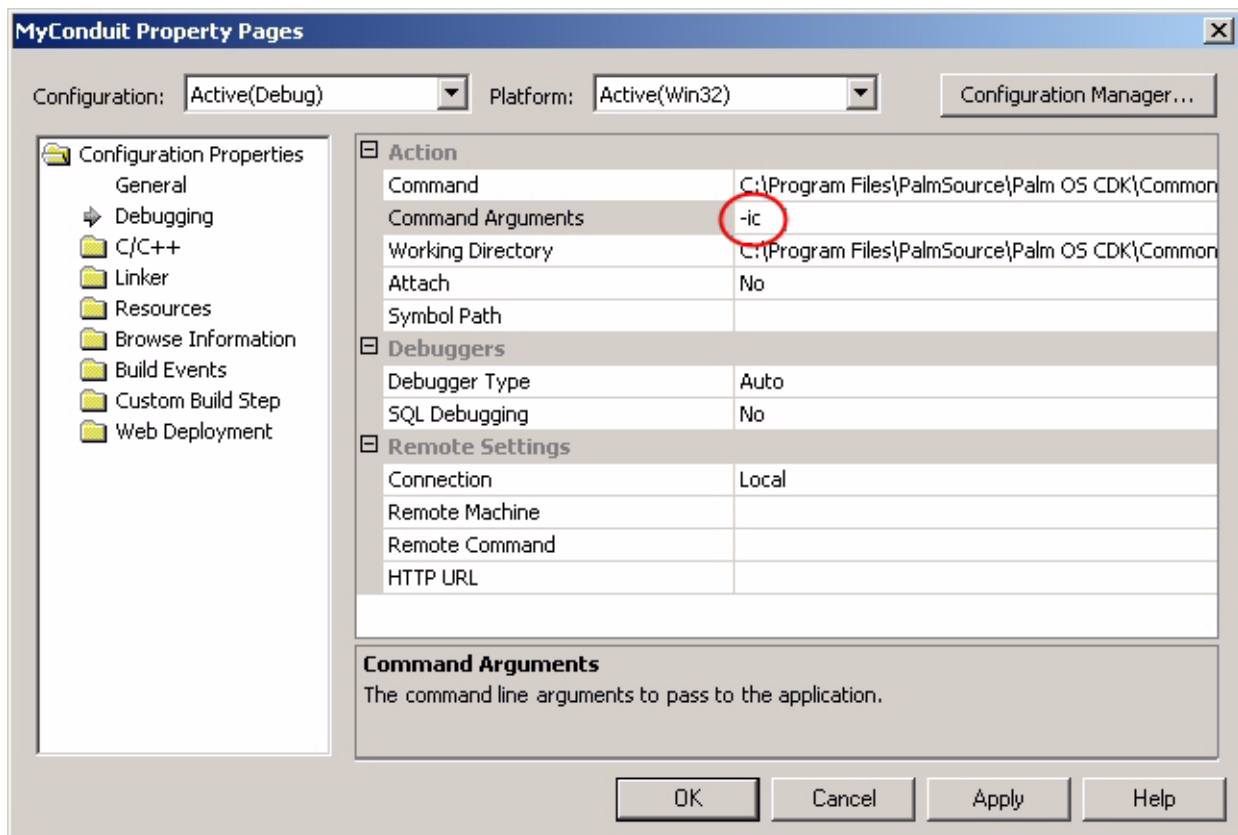 MyConduit Property Pages
Configuration: Active(Debug) Platform: Active(Win32) Configuration Manager...
Configuration Properties
General
Debugging
C/C++
Linker
Resources
Browse Information
Build Events
Custom Build Step
Web Deployment
Action
Command C:\Program Files\PalmSource\Palm OS CDK\Common
Command Arguments -ic
Working Directory C:\Program Files\PalmSource\Palm OS CDK\Common
Attach No
Symbol Path
Debuggers
Debugger Type Auto
SQL Debugging No
Remote Settings
Connection Local
Remote Machine
Remote Command
HTTP URL
Command Arguments
The command line arguments to pass to the application.
OK Cancel Apply Help